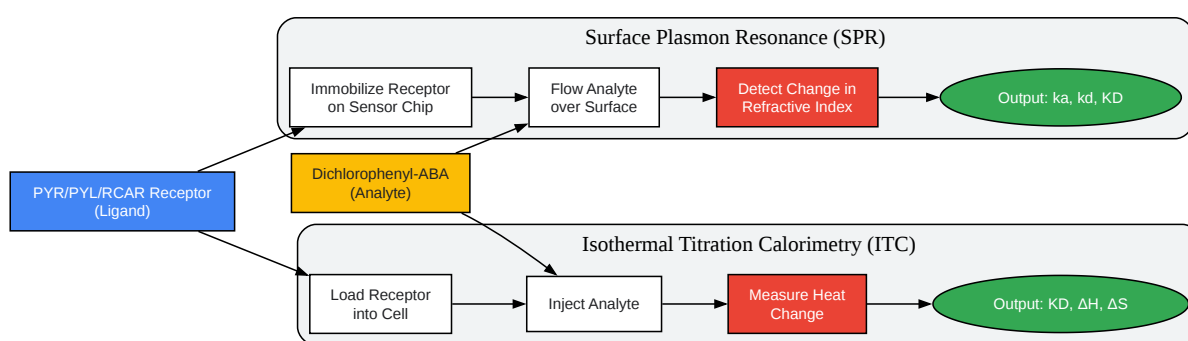 Surface Plasmon Resonance (SPR)
Immobilize Receptor
on Sensor Chip
Flow Analyte
over Surface
Detect Change in
Refractive Index
Output: ka, kd, KD
PYR/PYL/RCAR Receptor
(Ligand)
Dichlorophenyl-ABA
(Analyte)
Isothermal Titration Calorimetry (ITC)
Load Receptor
into Cell
Inject Analyte
Measure Heat
Change
Output: KD, ΔH, ΔS